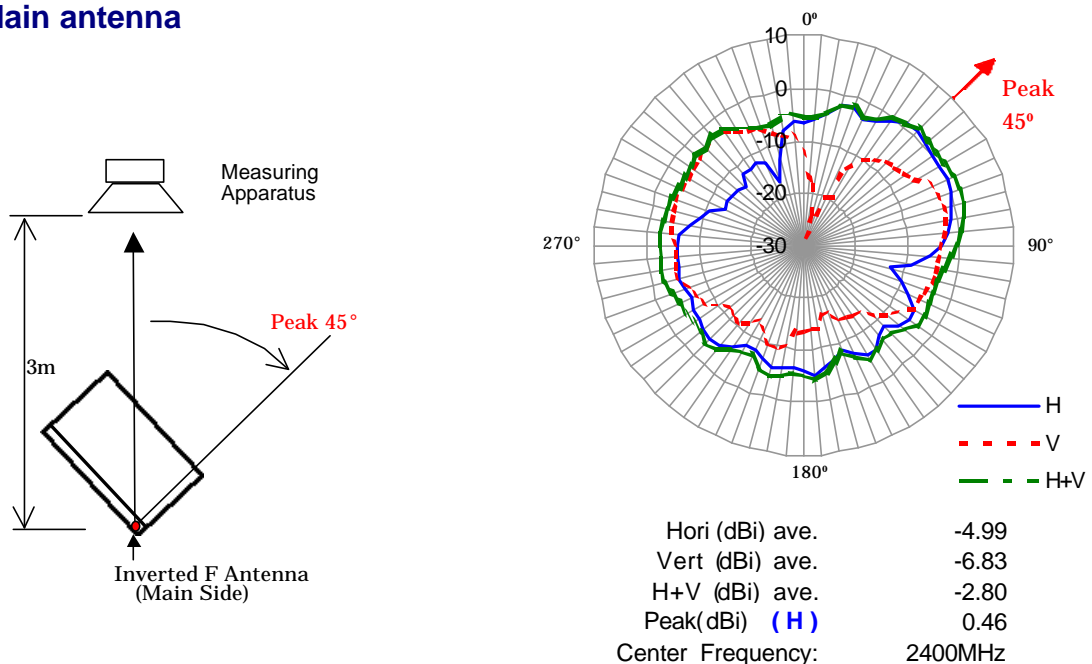 Main antenna
Measuring
Apparatus
Peak 45°
3m
Inverted F Antenna
(Main Side)
0º
10
0
-10
-20
-30
Peak
45º
270°
90°
180º
H
V
H+V
Hori (dBi) ave. -4.99
Vert (dBi) ave. -6.83
H+V (dBi) ave. -2.80
Peak(dBi) (H) 0.46
Center Frequency: 2400MHz